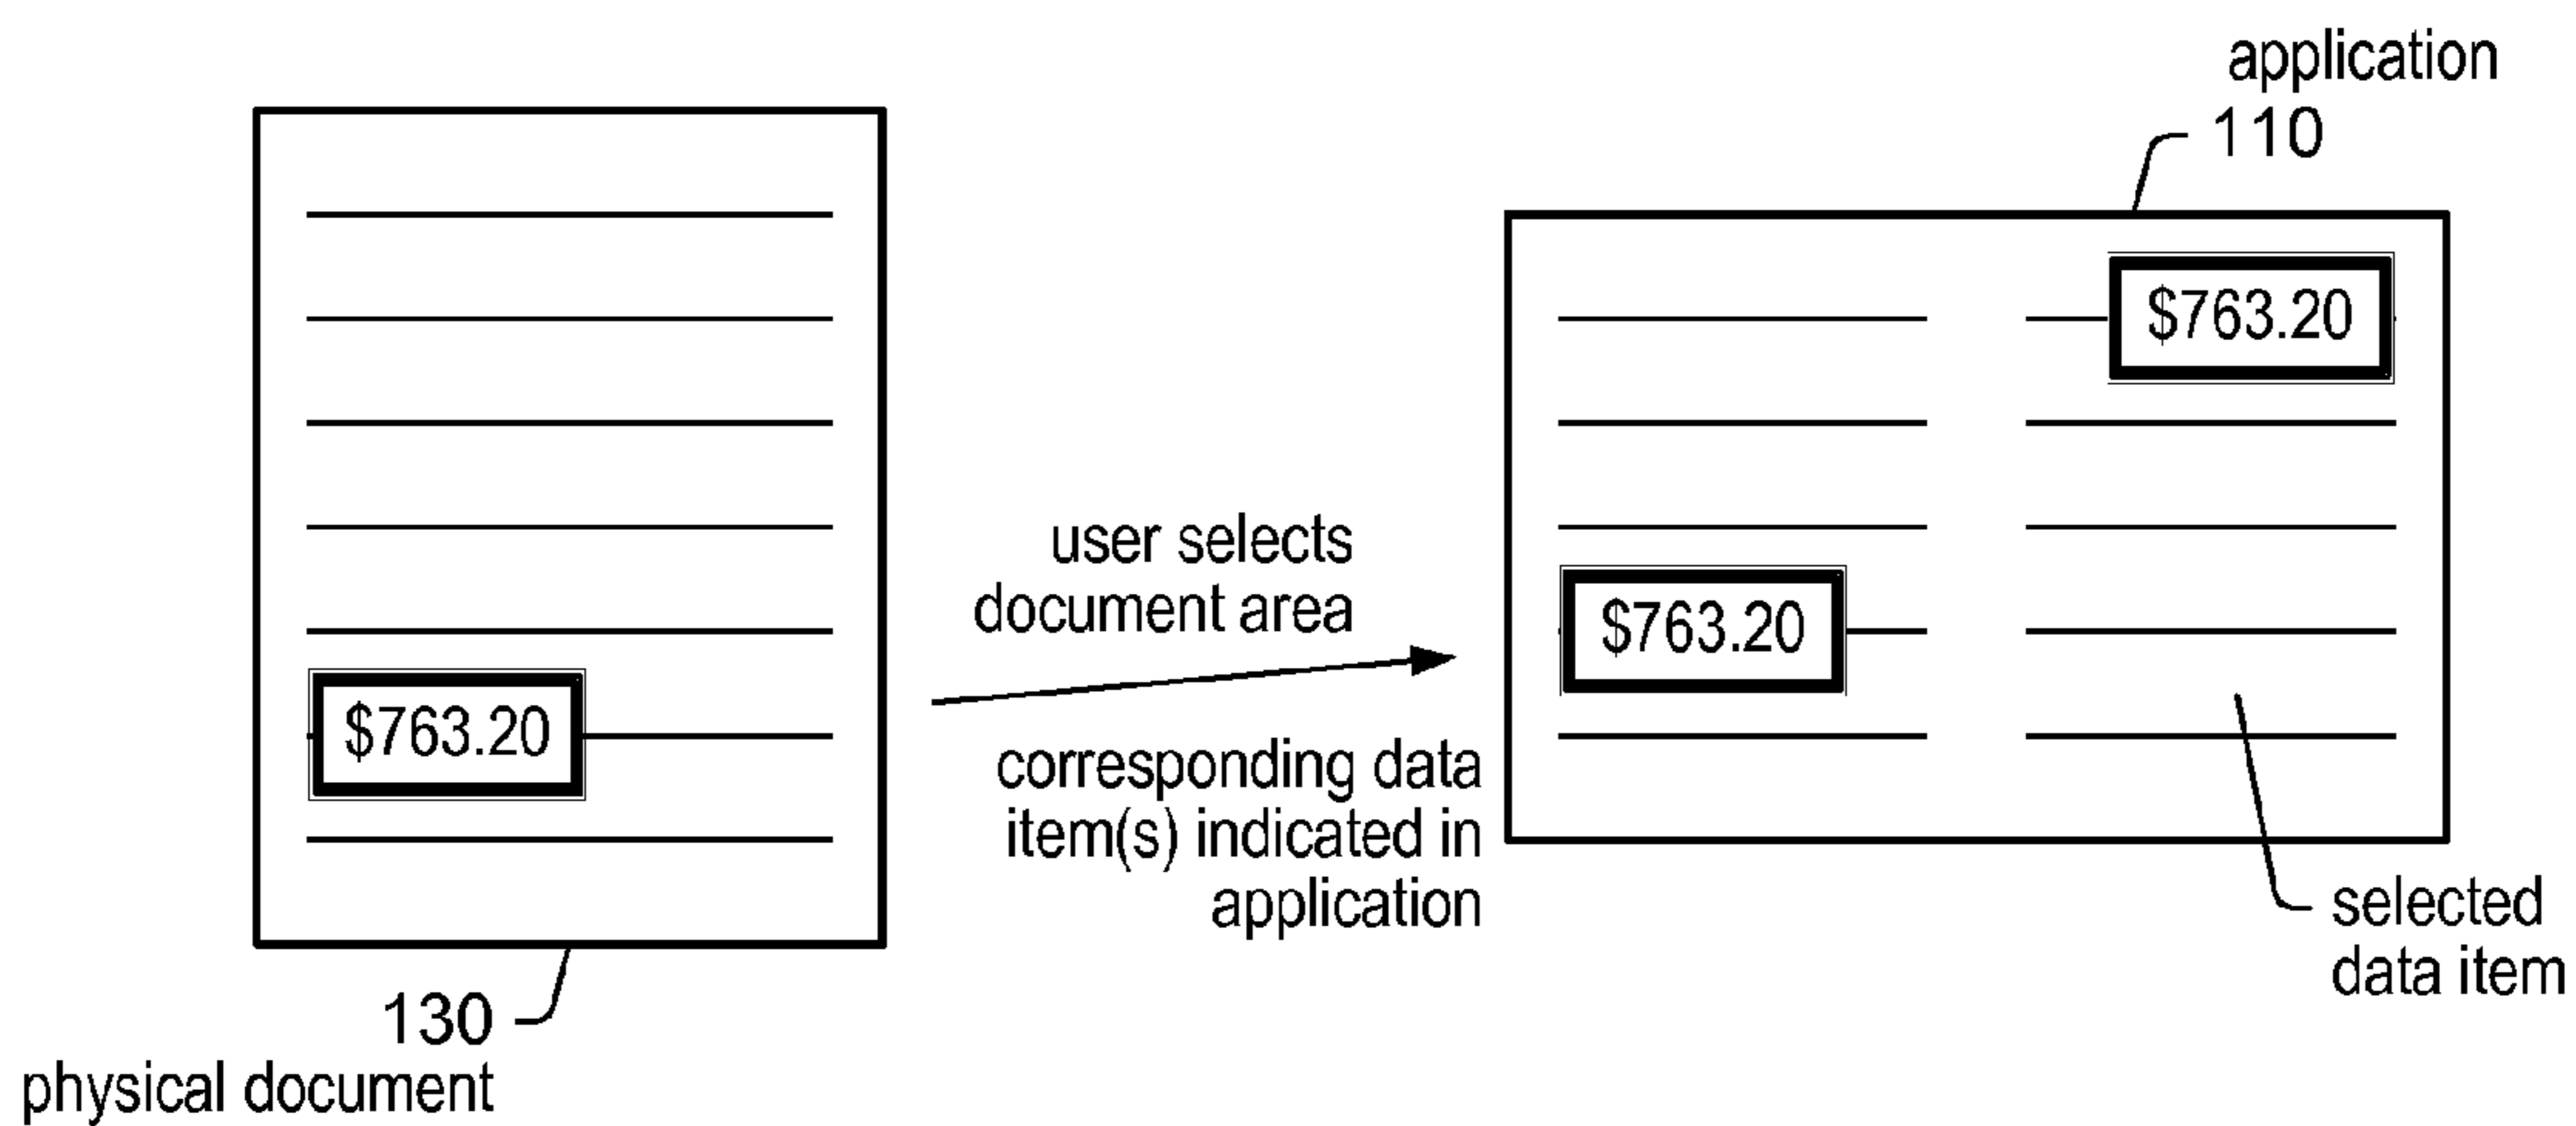 application
110
$763.20
$763.20
user selects
document area
$763.20
corresponding data
item(s) indicated in
application
selected
data item
130
physical document